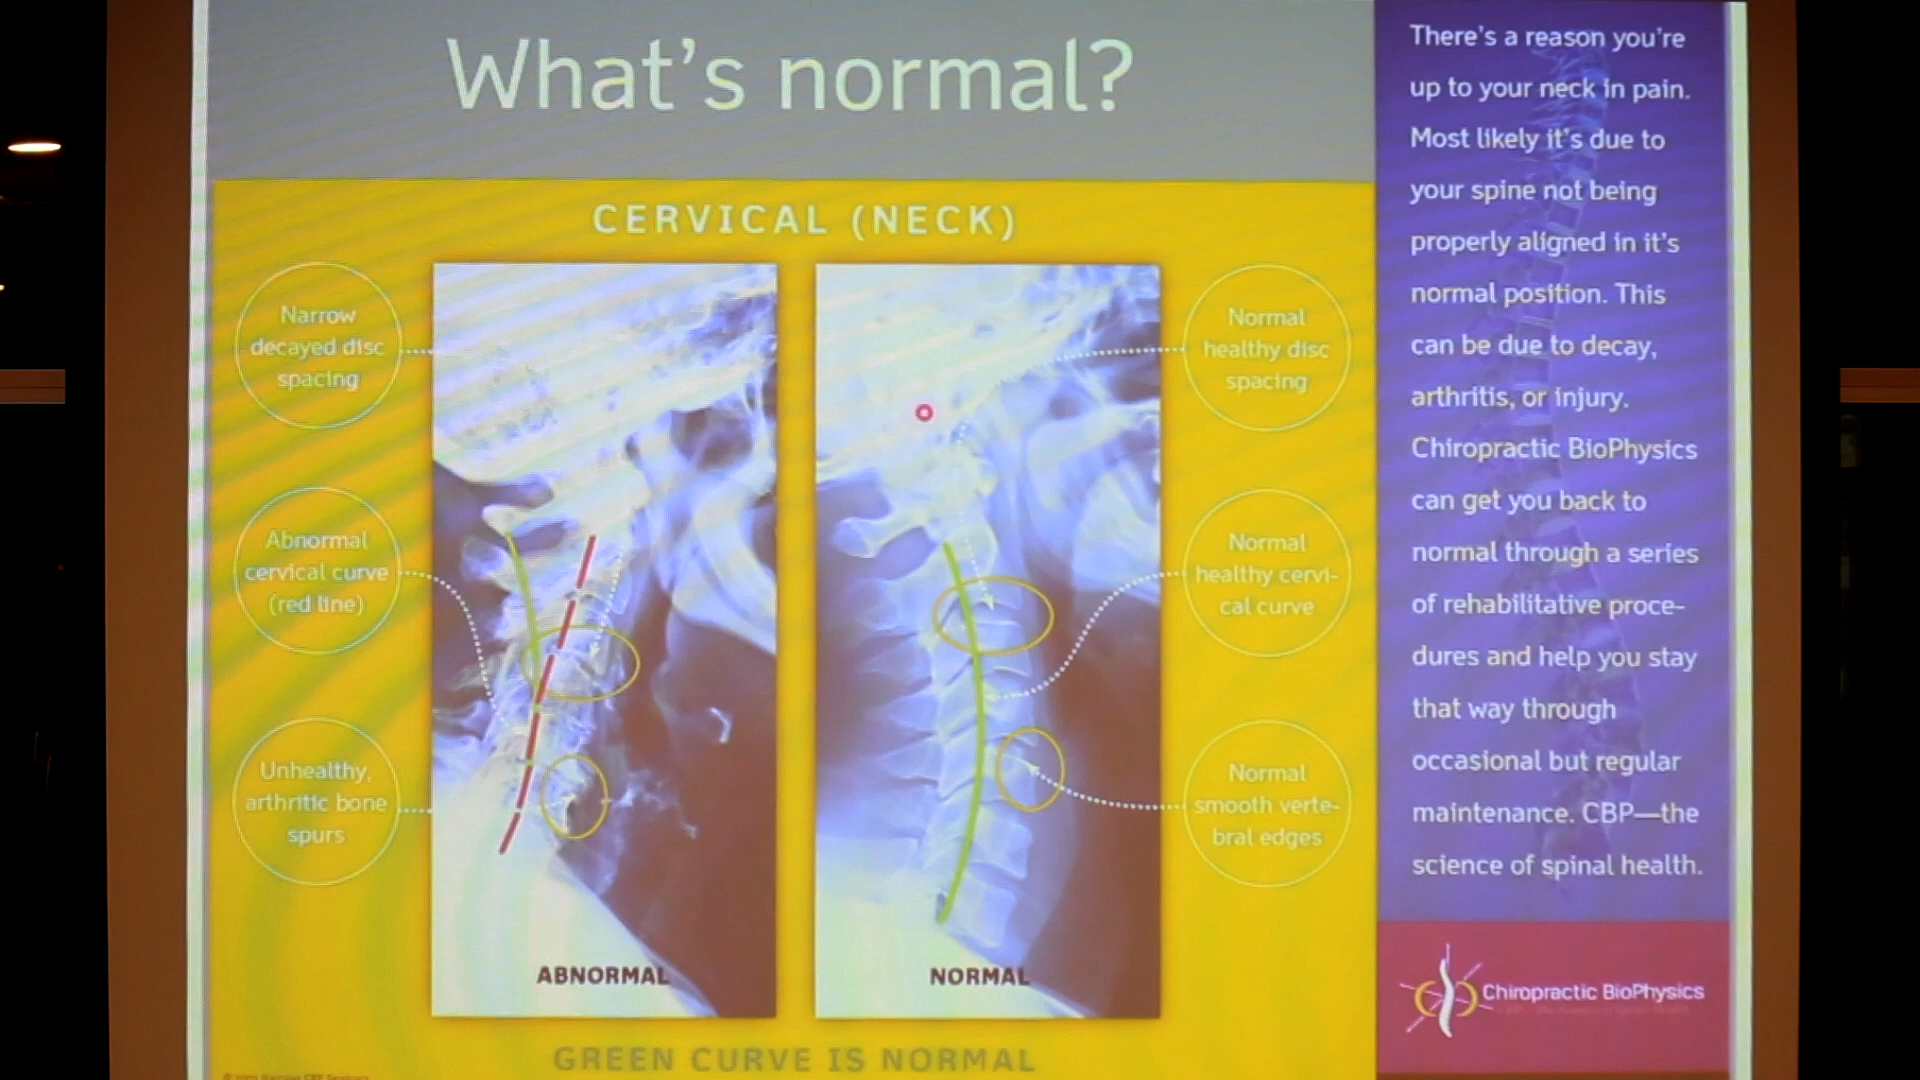 What's normal?
CERVICAL (NECK)
Narrow
decayed disc
spacing
Abnormal
cervical curve
(red line)
Unhealthy,
arthritic bone
spurs
ABNORMAL
NORMAL
Normal
healthy disc
spacing
Normal
healthy cervi-
cal curve
Normal
smooth verte-
bral edges
GREEN CURVE IS NORMAL
There's a reason you're
up to your neck in pain.
Most likely it's due to
your spine not being
properly aligned in it's
normal position. This
can be due to decay,
arthritis, or injury.
Chiropractic BioPhysics
can get you back to
normal through a series
of rehabilitative proce-
dures and help you stay
that way through
occasional but regular
maintenance. CBP—the
science of spinal health.
Chiropractic BioPhysics